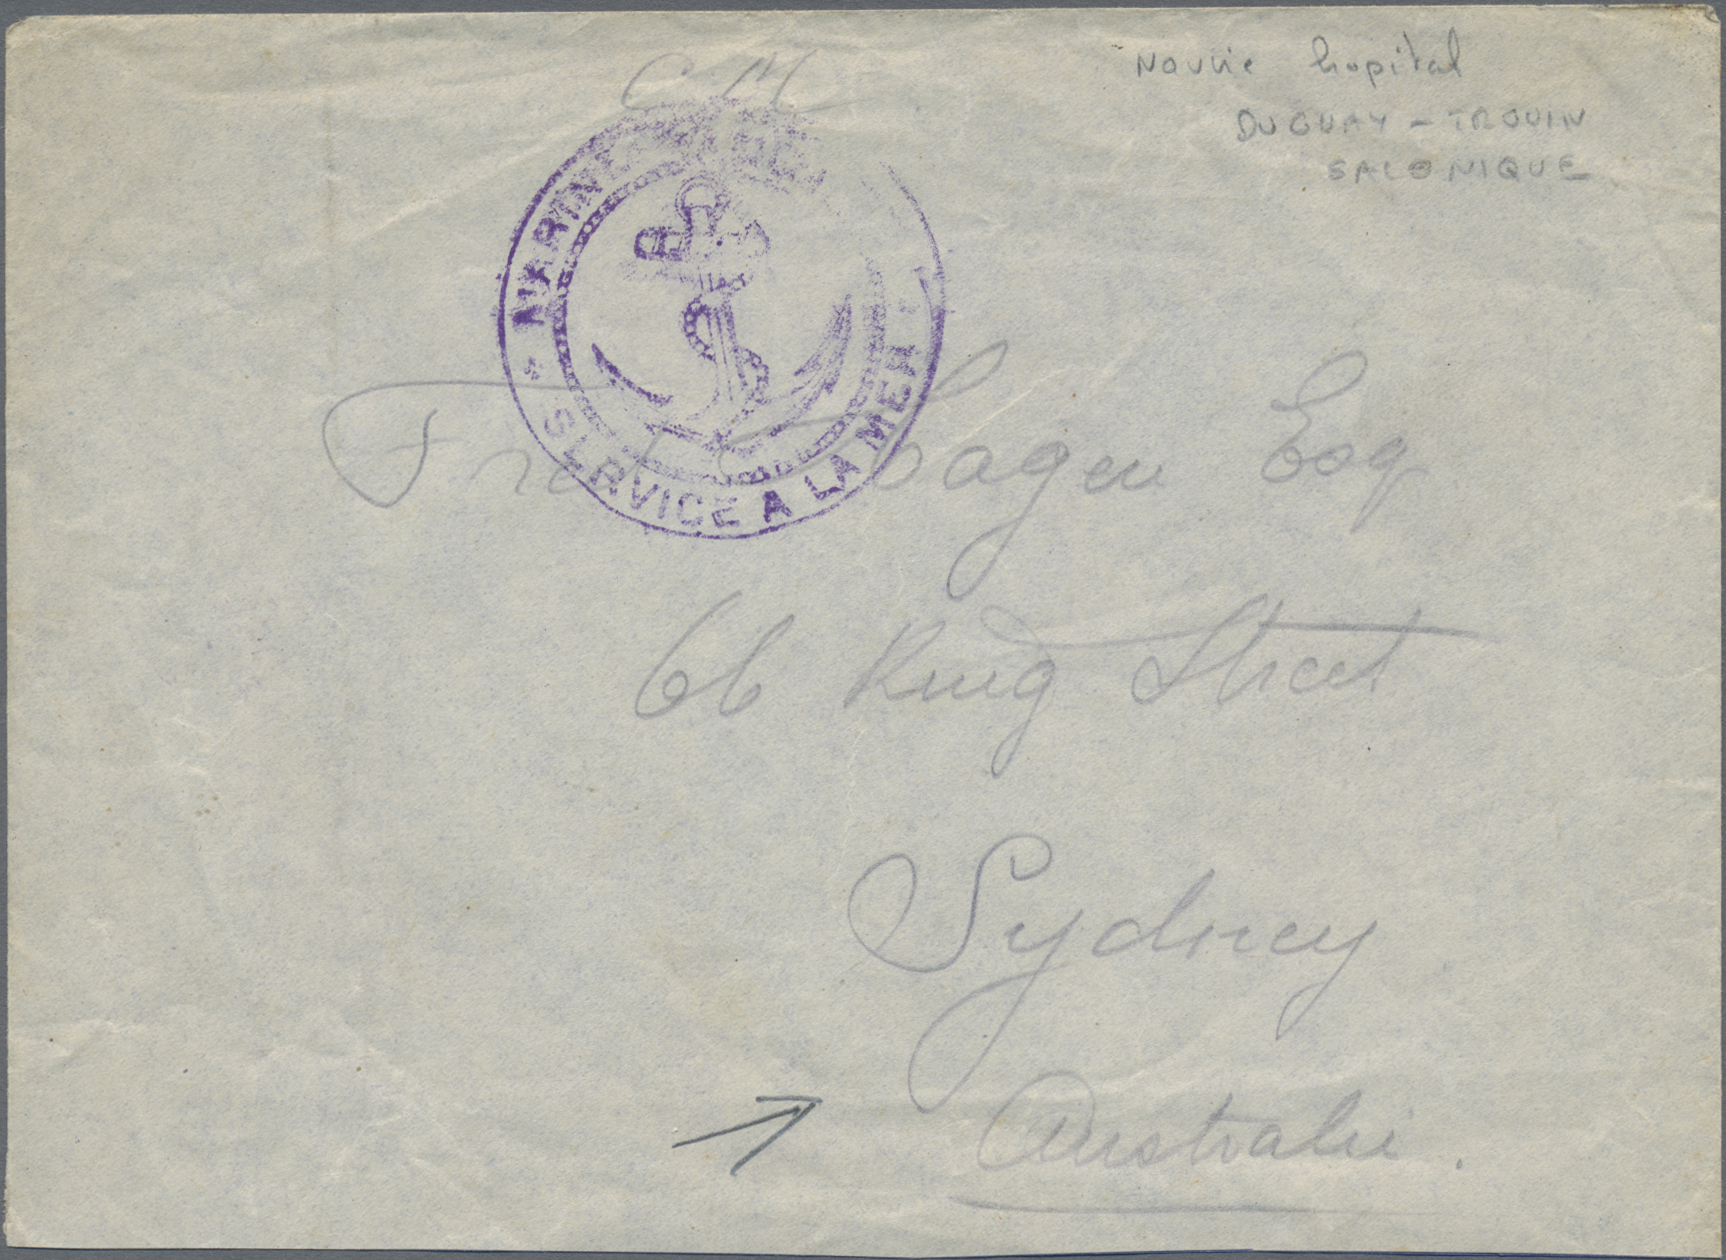 C. M.
Navire hopital
DUGUAY - TROUIN
SALONIQUE
MARINE
SERVICE A LA MER
Esq
66 King Street
Sydney
Australie.